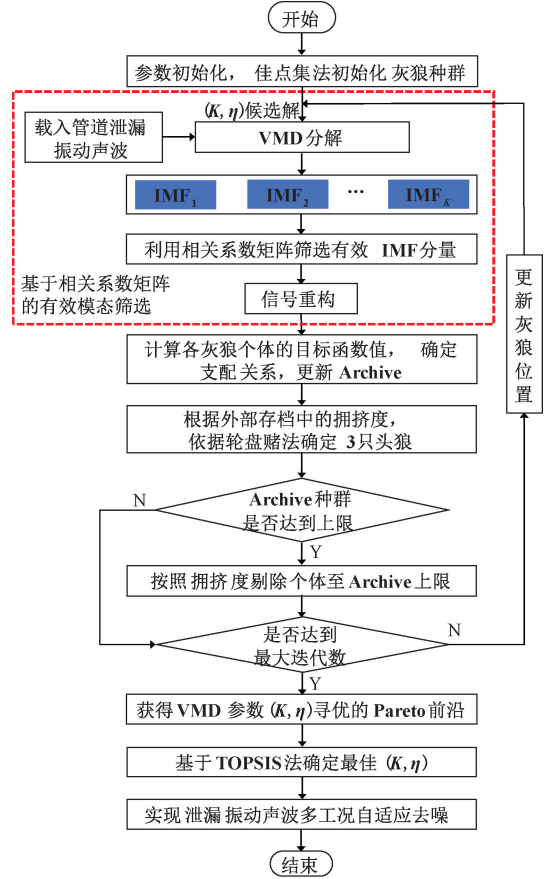 开始
参数初始化， 佳点集法初始化 灰狼种群
(K, η)候选解
载入管道泄漏
振动声波
VMD分解
IMF1 IMF2 ... IMFK
利用相关系数矩阵筛选有效 IMF分量
基于相关系数矩阵
的有效模态筛选
信号重构
更新灰狼位置
计算各灰狼个体的目标函数值， 确定
支配关系，更新 Archive
根据外部存档中的拥挤度，
依据轮盘赌法确定 3只头狼
N
Archive种群
是否达到上限
Y
按照拥挤度剔除个体至Archive上限
是否达到
最大迭代数
N
Y
获得VMD 参数(K, η)寻优的Pareto前沿
基于TOPSIS法确定最佳(K, η)
实现泄漏振动声波多工况自适应去噪
结束